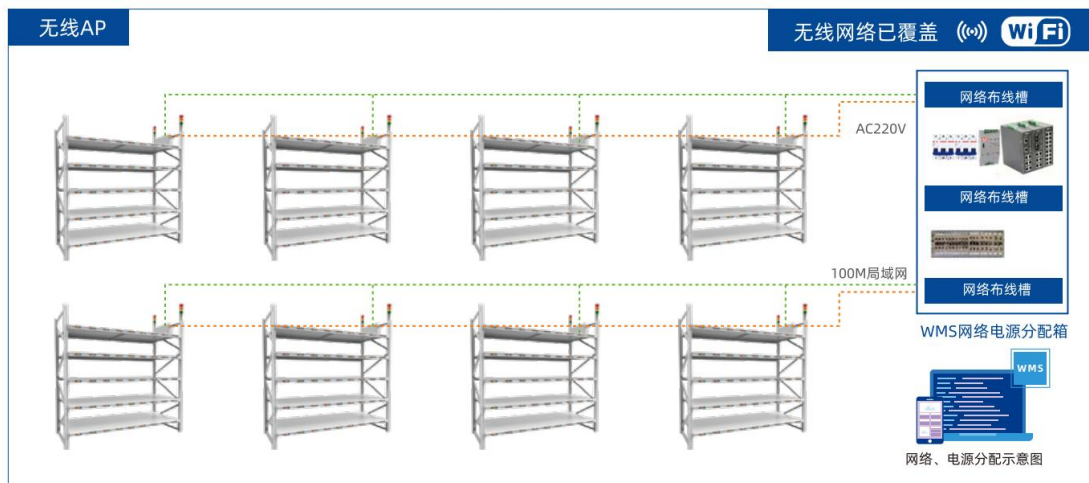 无线AP
无线网络已覆盖 WiFi
网络布线槽
AC220V
网络布线槽
100M局域网
网络布线槽
WMS网络电源分配箱
WMS
网络、电源分配示意图